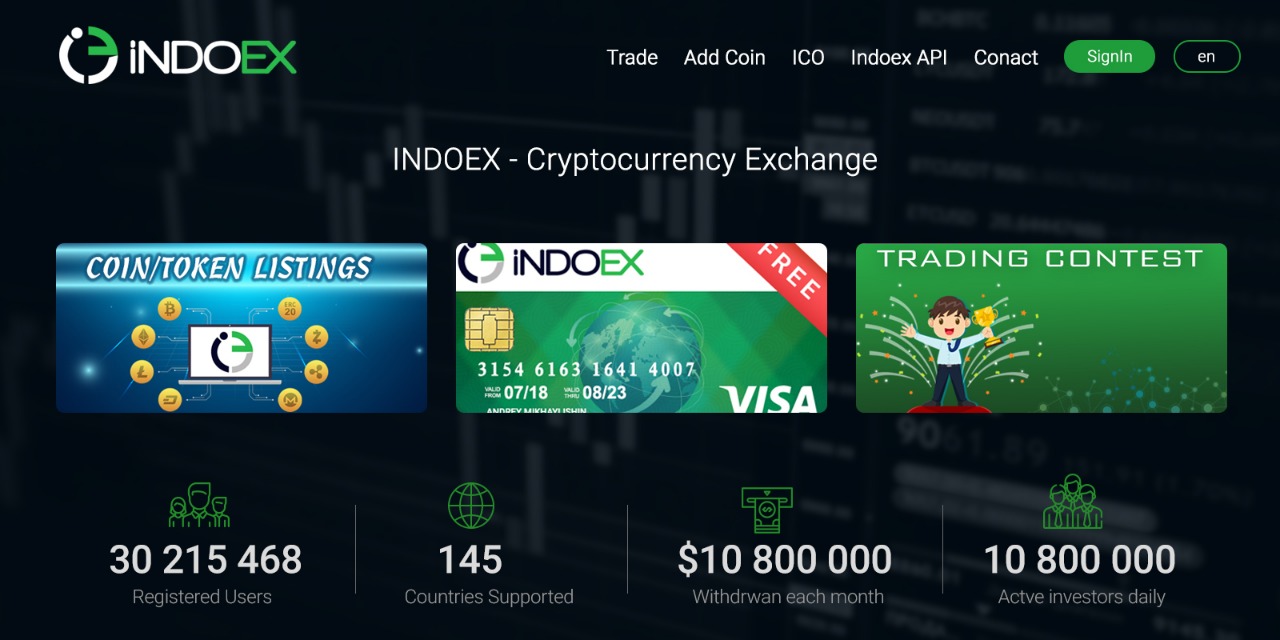 iNDOEX
Trade Add Coin ICO Indoex API Conact SignIn en
INDOEX - Cryptocurrency Exchange
COIN/TOKEN LISTINGS
ERC
20
iNDOEX
FREE
3154 6163 1641 4007
VALID FROM 07/18 VALID THRU 08/23
ANDREY MIKHAYLISHIN
VISA
TRADING CONTEST
30 215 468
Registered Users
145
Countries Supported
$10 800 000
Withdrwan each month
10 800 000
Actve investors daily